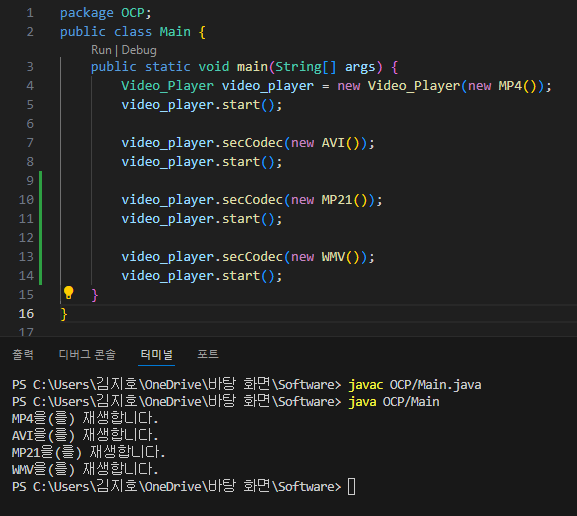 1 package OCP;
2 public class Main {
Run | Debug
3 public static void main(String[] args) {
4 Video_Player video_player = new Video_Player(new MP4());
5 video_player.start();
6
7 video_player.secCodec(new AVI());
8 video_player.start();
9
10 video_player.secCodec(new MP21());
11 video_player.start();
12
13 video_player.secCodec(new WMV());
14 video_player.start();
15 }
16 }
17
출력 디버그 콘솔 터미널 포트
PS C:\Users\김지호\OneDrive\바탕 화면\Software> javac OCP/Main.java
PS C:\Users\김지호\OneDrive\바탕 화면\Software> java OCP/Main
MP4을(를) 재생합니다.
AVI을(를) 재생합니다.
MP21을(를) 재생합니다.
WMV을(를) 재생합니다.
PS C:\Users\김지호\OneDrive\바탕 화면\Software>